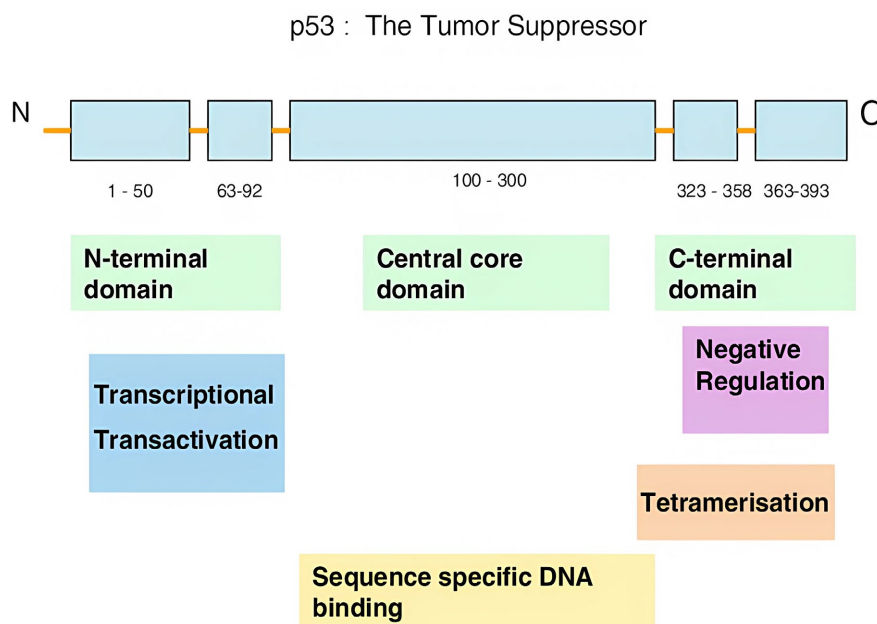 p53 : The Tumor Suppressor
N
C
1 - 50
63-92
100 - 300
323 - 358
363-393
N-terminal
domain
Central core
domain
C-terminal
domain
Negative
Regulation
Transcriptional
Transactivation
Tetramerisation
Sequence specific DNA
binding